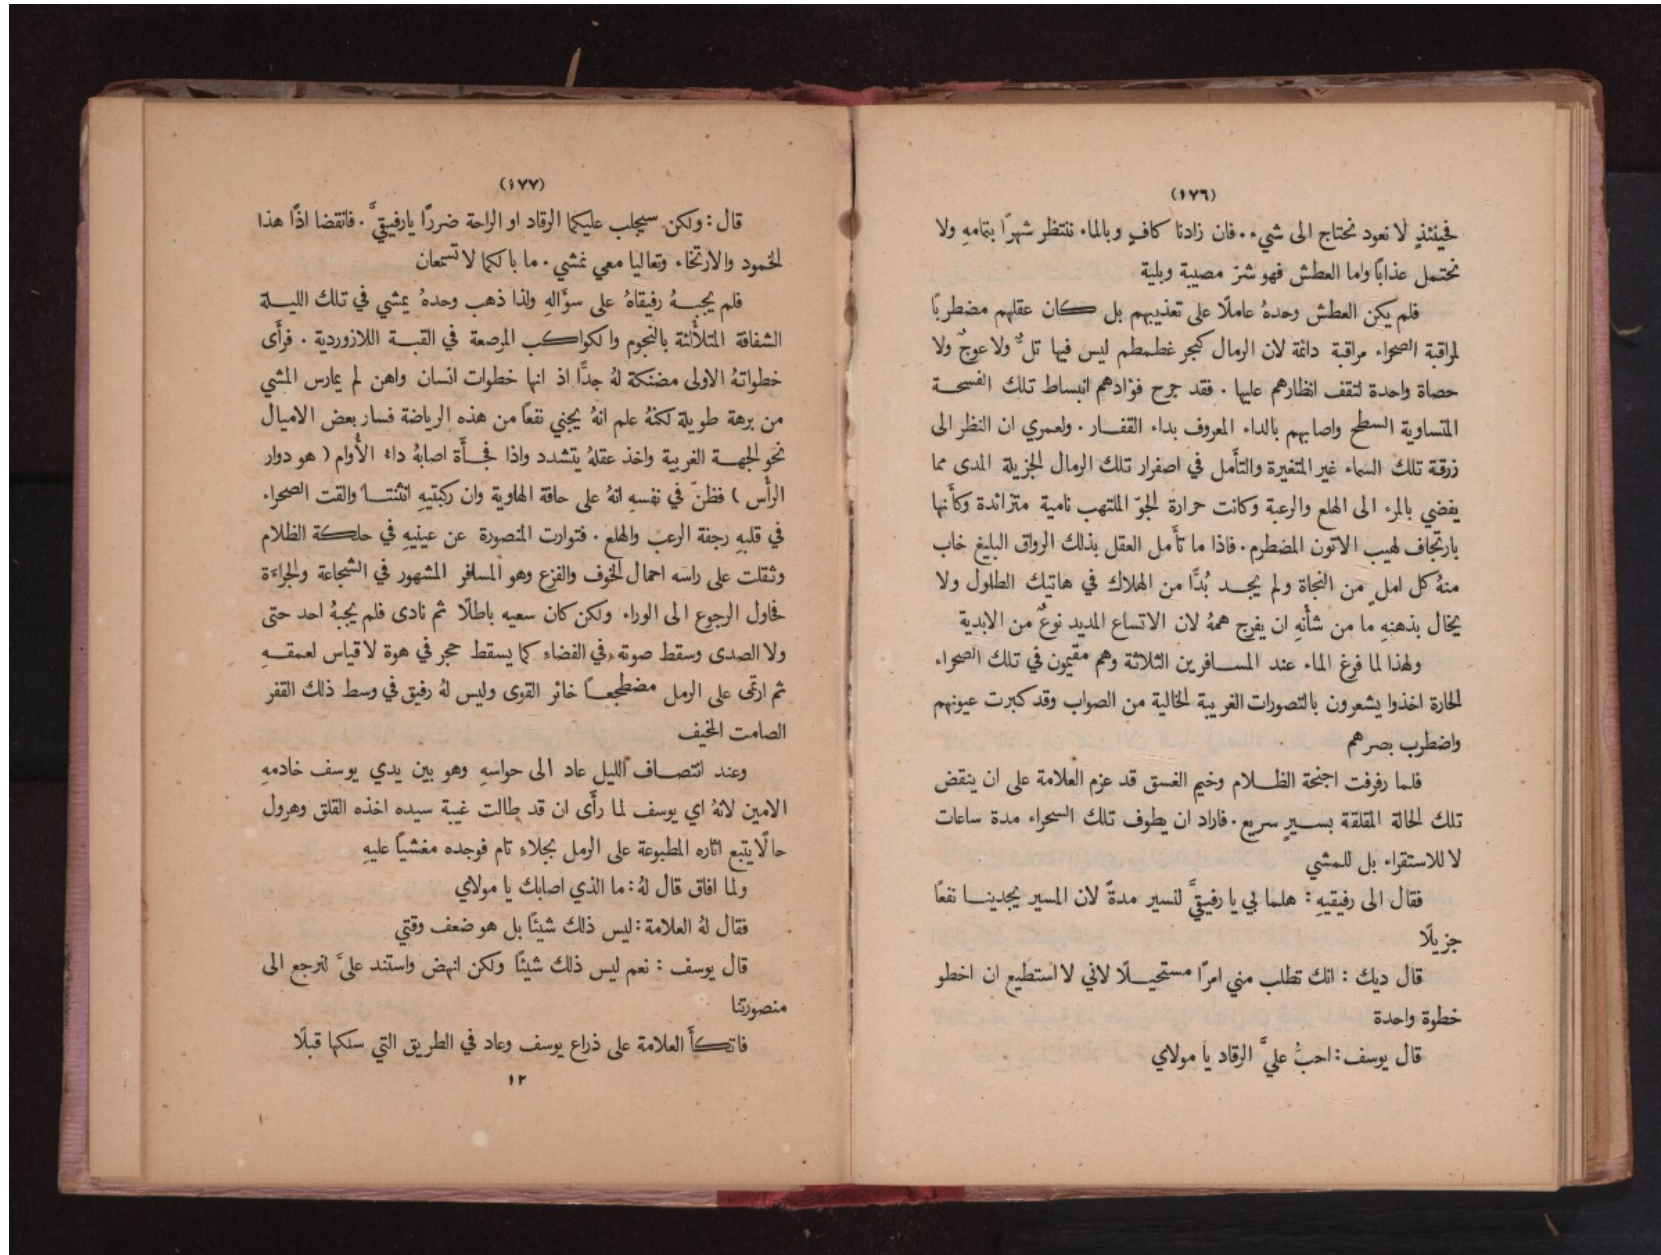 (١٧٦)
فحينئذٍ لا نعود نحتاج الى شيء. فان زادنا كافٍ وبالماء ننتظر شهرًا بتمامهِ ولا
نحتمل عذابًا واما العطش فهو شرّ مصيبة وبلية
فلم يكن العطش وحدهُ عاملًا على تعذيبهم بل كان عقلهم مضطربًا
لمراقبة الصحراء مراقبة دائمة لان الرمال كبحر غطمطم ليس فيها تلٌّ ولا عوجٌ ولا
حصاة واحدة لتقف انظارهم عليها. فقد جرح فؤادهم انبساط تلك الفسحة
المتساوية السطح واصابهم بالداء المعروف بداء القفار. ولعمري ان النظر الى
زرقة تلك السماء غير المتغيرة والتأمل في اصفرار تلك الرمال الجزيلة المدى مما
يفضي بالمرء الى الهلع والرعبة وكانت حرارة الجوّ الملتهب نامية متزائدة وكأنها
بارتجاف لهيب الاتون المضطرم. فاذا ما تأمل العقل بذلك الرواق البليغ خاب
منهُ كل املٍ من النجاة ولم يجد بُدًّا من الهلاك في هاتيك الطلول ولا
يخال بذهنهِ ما من شأنهِ ان يفرج همهُ لان الاتساع المديد نوعٌ من الابدية
ولهذا لما فرغ الماء عند المسافرين الثلاثة وهم مقيمون في تلك الصحراء
الحارة اخذوا يشعرون بالتصورات الغريبة الخالية من الصواب وقد كبرت عيونهم
واضطرب بصرهم
فلما رفرفت اجنحة الظلام وخيم الغسق قد عزم العلامة على ان ينقض
تلك الحالة المقلقة بسيرٍ سريع. فاراد ان يطوف تلك السحراء مدة ساعات
لا للاستقراء بل للمشي
فقال الى رفيقيهِ: هلما بي يا رفيقيَّ لنسير مدةً لان المسير يجدينا نفعًا
جزيلًا
قال ديك: انك تطلب مني امرًا مستحيلًا لاني لا استطيع ان اخطو
خطوة واحدة
قال يوسف: احبُّ عليَّ الرقاد يا مولاي
(١٧٧)
قال: ولكن سيجلب عليكما الرقاد او الراحة ضررًا يارفيقيَّ. فانقضا اذًا هذا
الخمود والارتخاء وتعاليا معي نمشي. ما بالكما لا تسمعان
فلم يجبهُ رفيقاهُ على سؤالهِ ولذا ذهب وحدهُ يمشي في تلك الليلة
الشفافة المتلألئة بالنجوم والكواكب المرصعة في القبة اللازوردية. فرأى
خطواتهُ الاولى مضنكة لهُ جدًّا اذ انها خطوات انسان واهن لم يمارس المشي
من برهة طويلة لكنهُ علم انهُ يجني نفعًا من هذه الرياضة فسار بعض الاميال
نحو الجهة الغربية واخذ عقلهُ يتشدد واذا فجأة اصابهُ داء الأُوام (هو دوار
الرأس) فظنّ في نفسهِ انهُ على حافة الهاوية وان ركبتيهِ انثنتا والقت الصحراء
في قلبهِ رجفة الرعب والهلع. فتوارت المنصورة عن عينيهِ في حلكة الظلام
وثقلت على راسه احمال الخوف والفزع وهو المسافر المشهور في الشجاعة والجراءة
فحاول الرجوع الى الوراء ولكن كان سعيه باطلًا ثم نادى فلم يجبهُ احد حتى
ولا الصدى وسقط صوته في الفضاء كما يسقط حجر في هوة لا قياس لعمقهِ
ثم ارتمى على الرمل مضطجعًا خائر القوى وليس لهُ رفيق في وسط ذلك القفر
الصامت المخيف
وعند انتصاف الليل عاد الى حواسهِ وهو بين يدي يوسف خادمهِ
الامين لانهُ اي يوسف لما رأى ان قد طالت غيبة سيده اخذه القلق وهرول
حالًا يتبع اثاره المطبوعة على الرمل بجلاءٍ تام فوجده مغشيًا عليهِ
ولما افاق قال لهُ: ما الذي اصابك يا مولاي
فقال لهُ العلامة: ليس ذلك شيئًا بل هو ضعف وقتي
قال يوسف: نعم ليس ذلك شيئًا ولكن انهض واستند عليَّ لنرجع الى
منصورتنا
فاتكأَ العلامة على ذراع يوسف وعاد في الطريق التي سلكها قبلًا
١٢